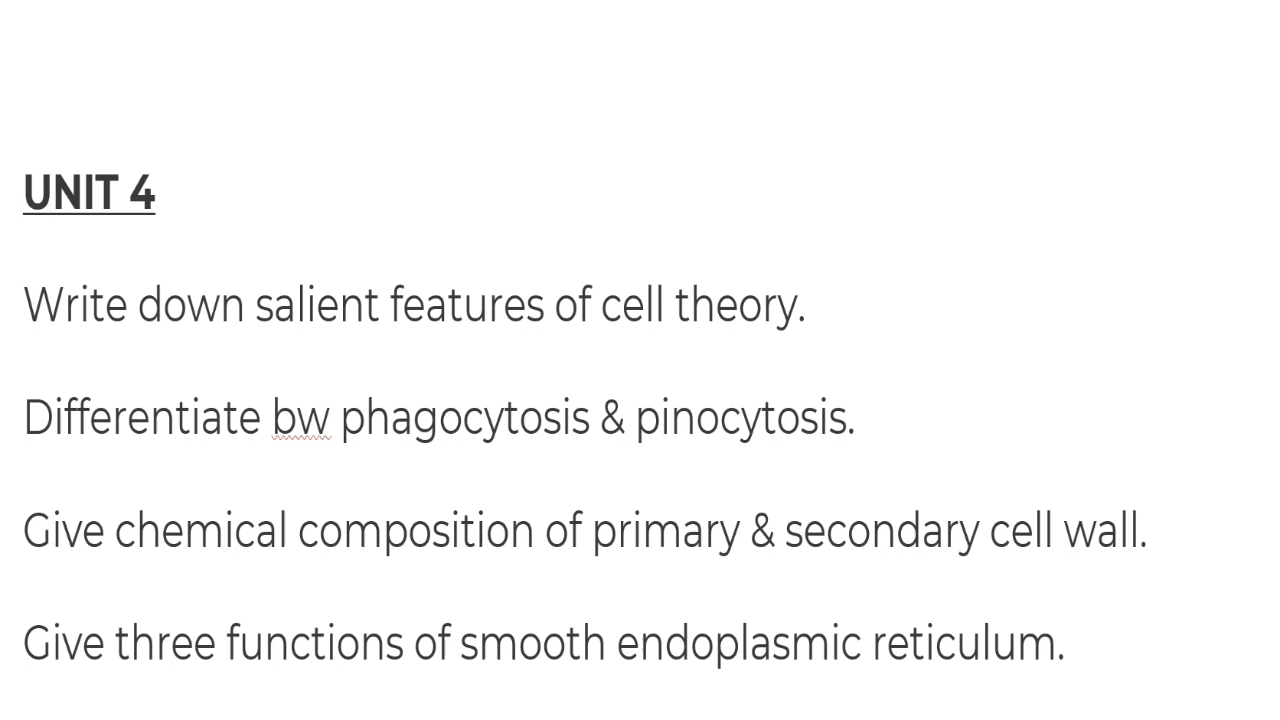 UNIT 4
Write down salient features of cell theory.
Differentiate bw phagocytosis & pinocytosis.
Give chemical composition of primary & secondary cell wall.
Give three functions of smooth endoplasmic reticulum.